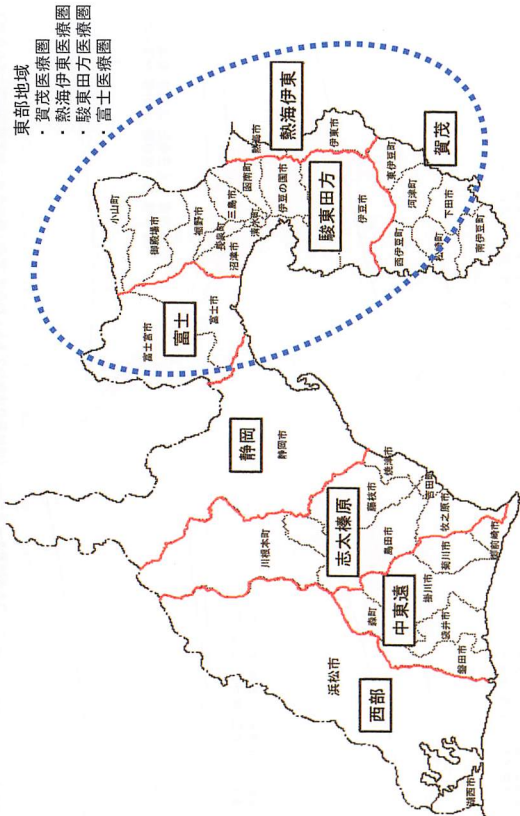 東部地域
・賀茂医療圏
・熱海伊東医療圏
・駿東田方医療圏
・富士医療圏
小山町
御殿場市
裾野市
長泉町
三島市
清水町
沼津市
函南町
伊豆の国市
熱海市
熱海伊東
伊東市
駿東田方
伊豆市
東伊豆町
賀茂
河津町
西伊豆町
松崎町
下田市
南伊豆町
富士宮市
富士
富士市
静岡
静岡市
川根本町
志太榛原
藤枝市
焼津市
島田市
吉田町
牧之原市
御前崎市
中東遠
森町
掛川市
菊川市
袋井市
磐田市
浜松市
西部
湖西市